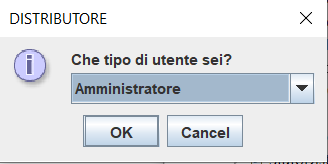 DISTRIBUTORE
Che tipo di utente sei?
Amministratore
OK Cancel